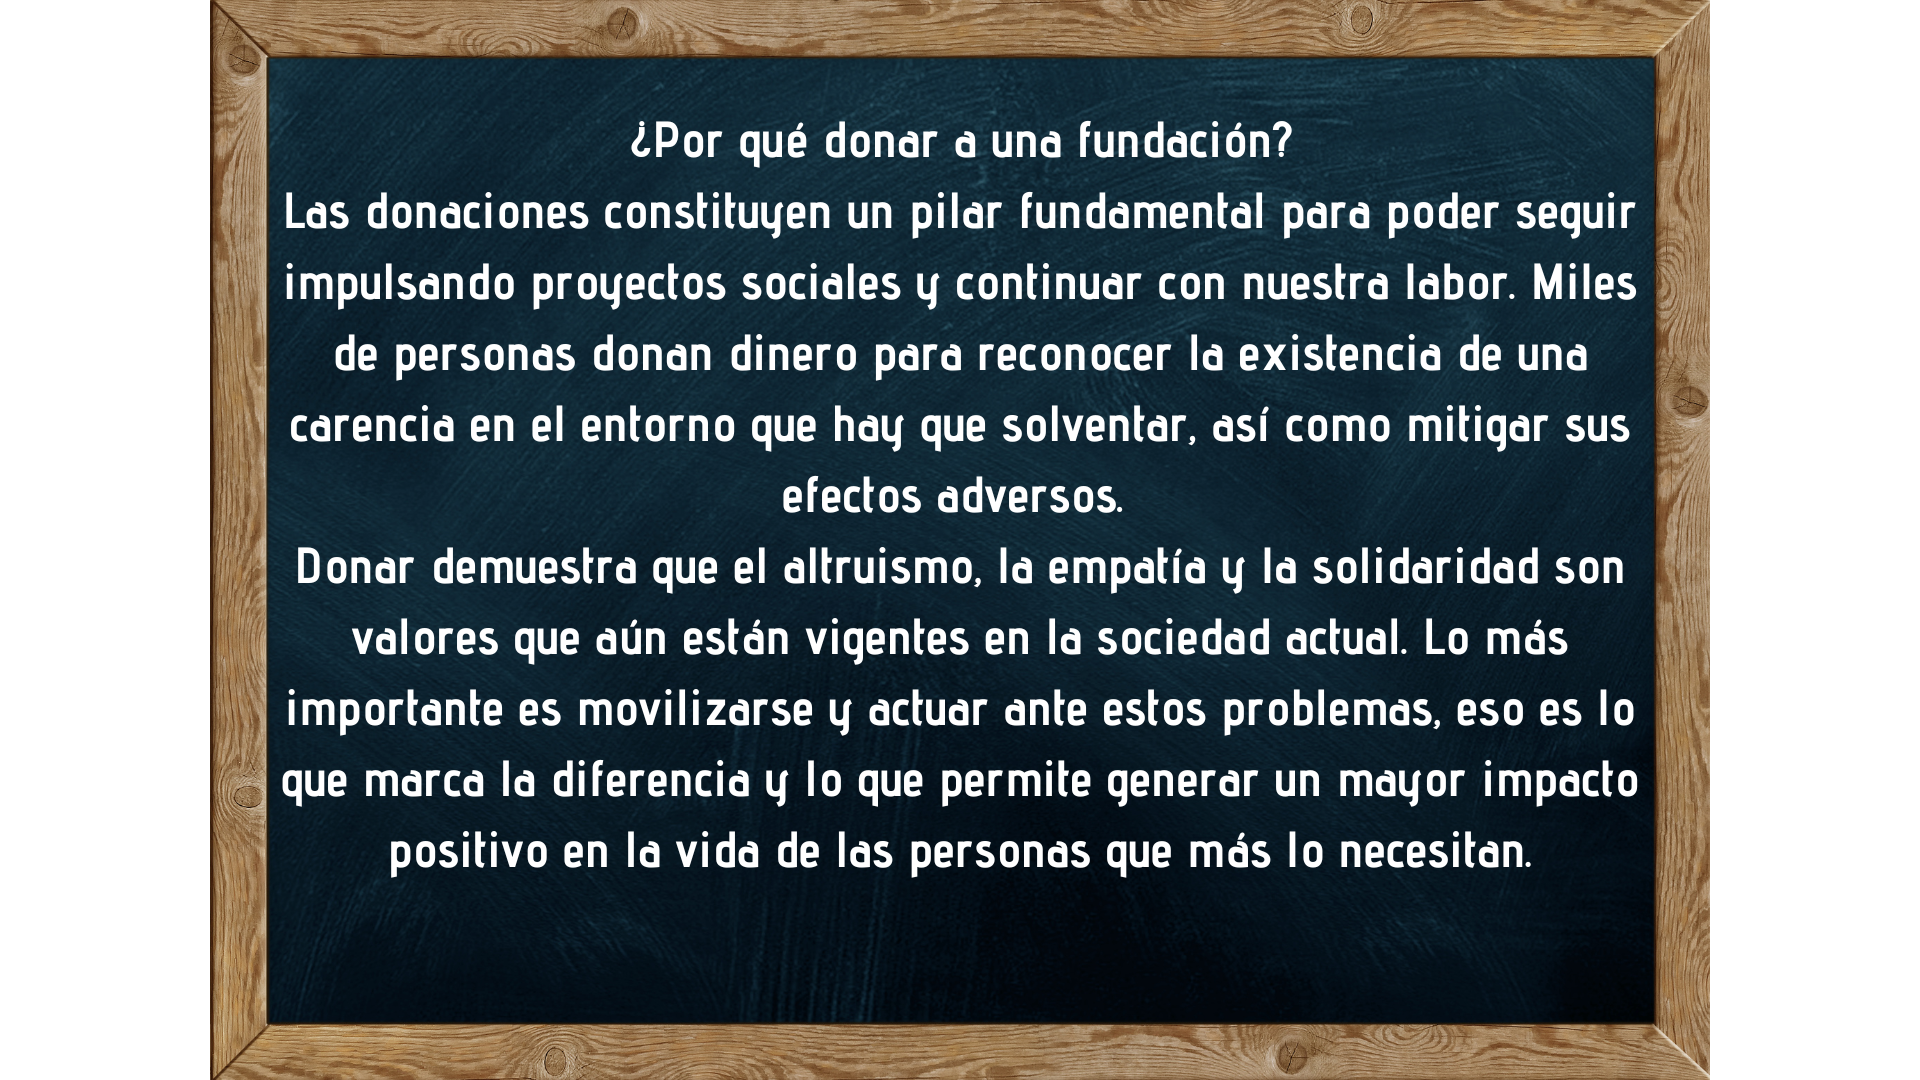 ¿Por qué donar a una fundación?
Las donaciones constituyen un pilar fundamental para poder seguir
impulsando proyectos sociales y continuar con nuestra labor. Miles
de personas donan dinero para reconocer la existencia de una
carencia en el entorno que hay que solventar, así como mitigar sus
efectos adversos.
Donar demuestra que el altruismo, la empatía y la solidaridad son
valores que aún están vigentes en la sociedad actual. Lo más
importante es movilizarse y actuar ante estos problemas, eso es lo
que marca la diferencia y lo que permite generar un mayor impacto
positivo en la vida de las personas que más lo necesitan.